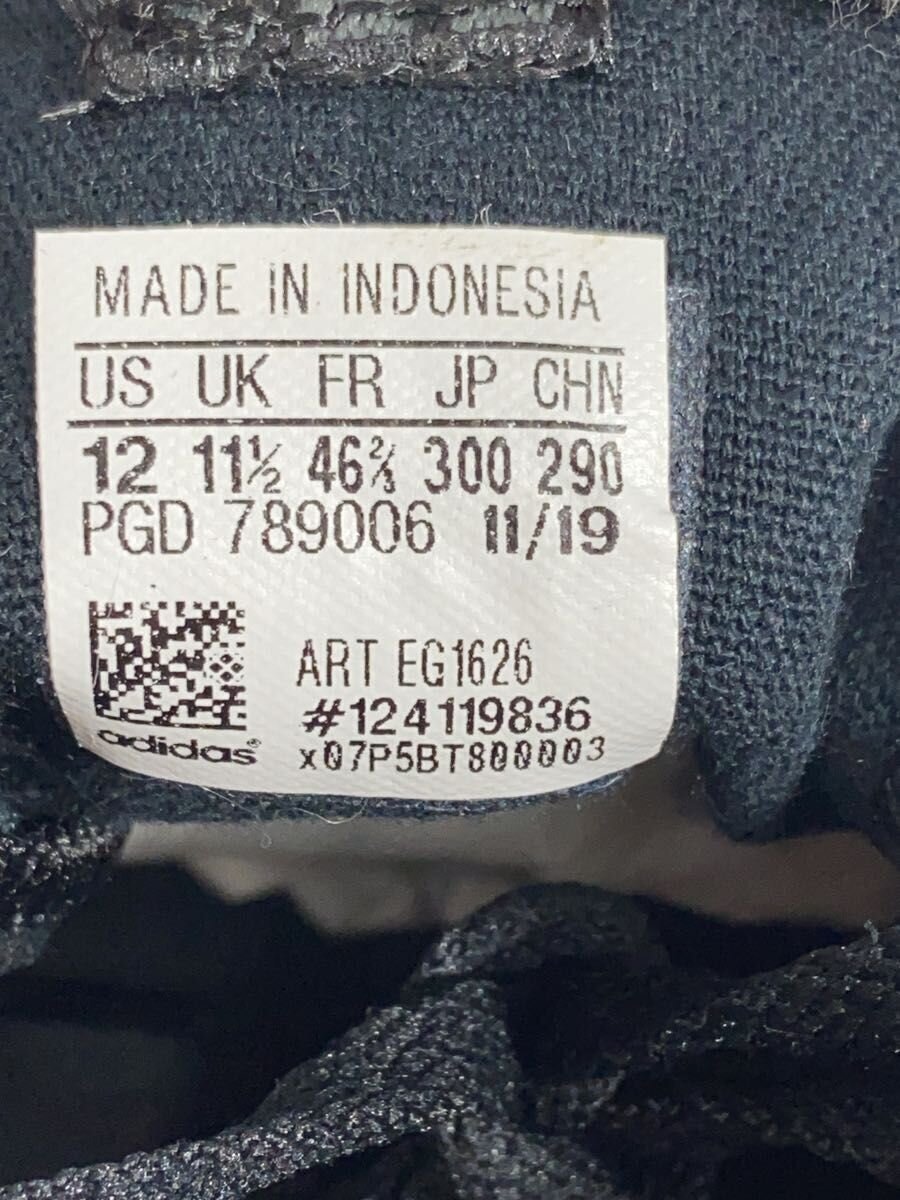 MADE IN INDONESIA
US UK FR JP CHN
12 11½ 46⅔ 300 290
PGD 789006 11/19
ART EG1626
#124119836
adidas®
x07P5BT800003